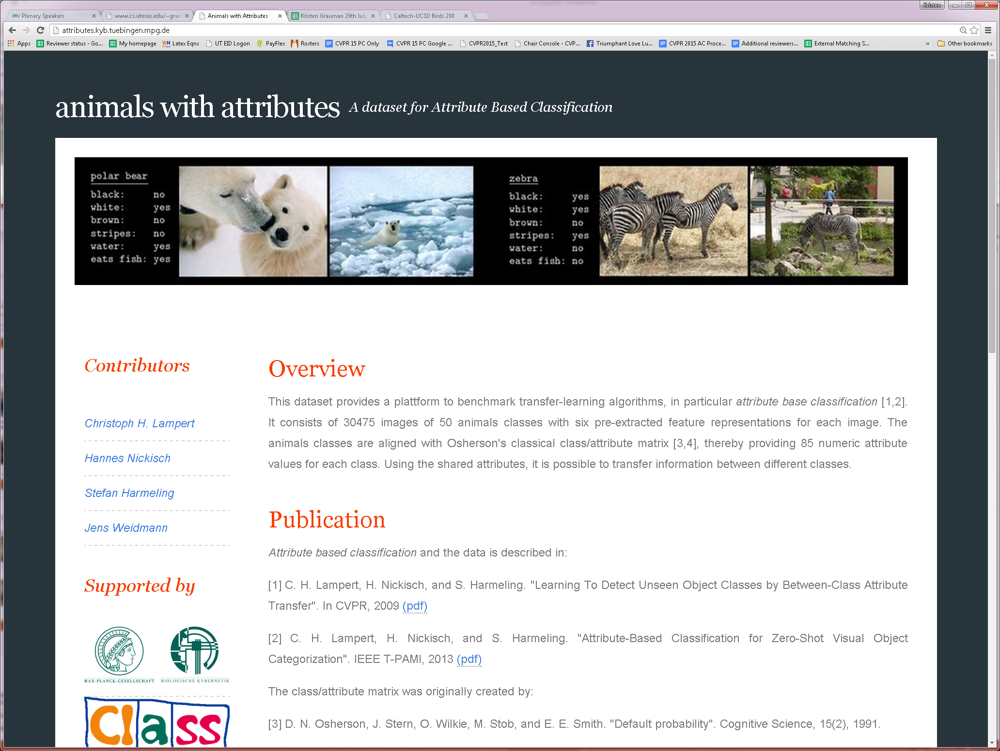 Kristen
Plenary Speakers
www.cs.utexas.edu/~grau
Animals with Attributes
Kristen Grauman 29th July
Caltech-UCSD Birds 200
attributes.kyb.tuebingen.mpg.de
Apps
Reviewer status - Go...
My homepage
WH Latex Eqns
UT EID Logon
PayFlex
Rosters
CVPR 15 PC Only
CVPR 15 PC Google ...
CVPR2015_Test
Chair Console - CVP...
Triumphant Love Lu...
CVPR 2015 AC Proce...
Additional reviewers...
External Matching S...
»
Other bookmarks
animals with attributes A dataset for Attribute Based Classification
polar bear
black: no
white: yes
brown: no
stripes: no
water: yes
eats fish: yes
zebra
black: yes
white: yes
brown: no
stripes: yes
water: no
eats fish: no
Contributors
Christoph H. Lampert
Hannes Nickisch
Stefan Harmeling
Jens Weidmann
Supported by
MAX-PLANCK-GESELLSCHAFT
BIOLOGISCHE KYBERNETIK
Class
Overview
This dataset provides a plattform to benchmark transfer-learning algorithms, in particular attribute base classification [1,2].
It consists of 30475 images of 50 animals classes with six pre-extracted feature representations for each image. The
animals classes are aligned with Osherson's classical class/attribute matrix [3,4], thereby providing 85 numeric attribute
values for each class. Using the shared attributes, it is possible to transfer information between different classes.
Publication
Attribute based classification and the data is described in:
[1] C. H. Lampert, H. Nickisch, and S. Harmeling. "Learning To Detect Unseen Object Classes by Between-Class Attribute
Transfer". In CVPR, 2009 (pdf)
[2] C. H. Lampert, H. Nickisch, and S. Harmeling. "Attribute-Based Classification for Zero-Shot Visual Object
Categorization". IEEE T-PAMI, 2013 (pdf)
The class/attribute matrix was originally created by:
[3] D. N. Osherson, J. Stern, O. Wilkie, M. Stob, and E. E. Smith. "Default probability". Cognitive Science, 15(2), 1991.